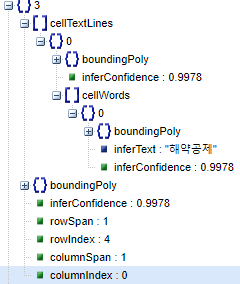 3
cellTextLines
0
boundingPoly
inferConfidence : 0.9978
cellWords
0
boundingPoly
inferText : "해약공제"
inferConfidence : 0.9978
boundingPoly
inferConfidence : 0.9978
rowSpan : 1
rowIndex : 4
columnSpan : 1
columnIndex : 0